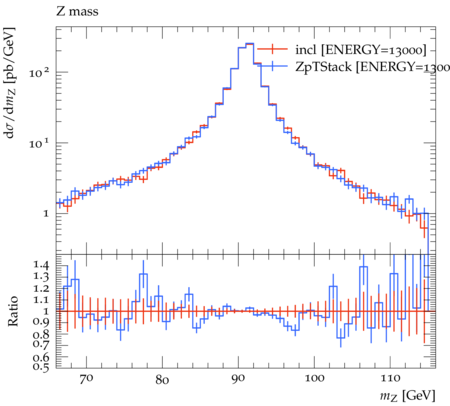 Z mass
dσ/dm_Z [pb/GeV]
incl [ENERGY=13000]
ZpTStack [ENERGY=1300
10²
10¹
1
Ratio
1.4
1.3
1.2
1.1
1
0.9
0.8
0.7
0.6
0.5
70 80 90 100 110
m_Z [GeV]